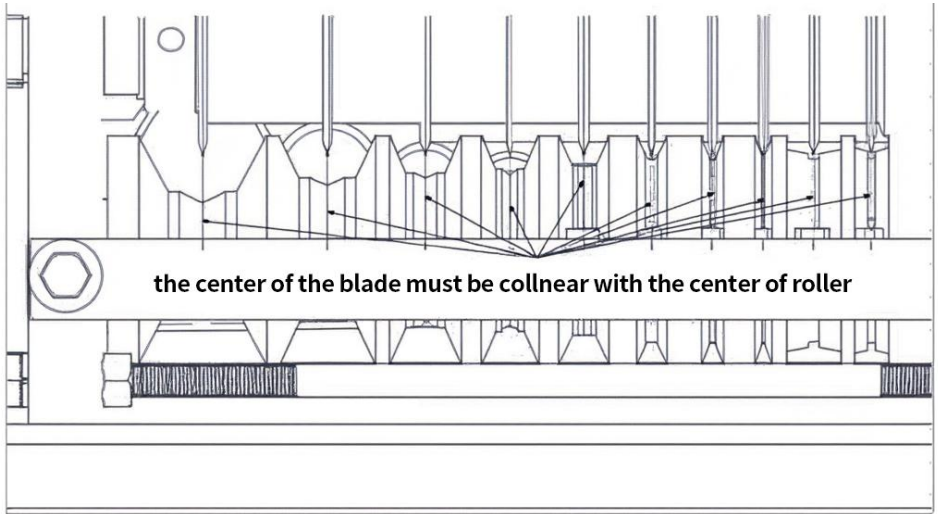 the center of the blade must be collnear with the center of roller